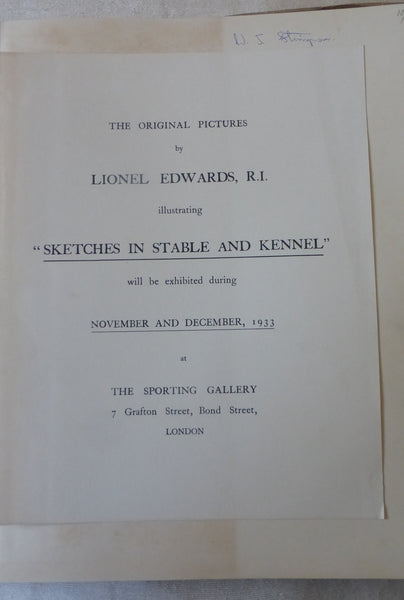 N. J. Stimpson.
THE ORIGINAL PICTURES
by
LIONEL EDWARDS, R.I.
illustrating
“SKETCHES IN STABLE AND KENNEL”
will be exhibited during
NOVEMBER AND DECEMBER, 1933
at
THE SPORTING GALLERY
7 Grafton Street, Bond Street,
LONDON